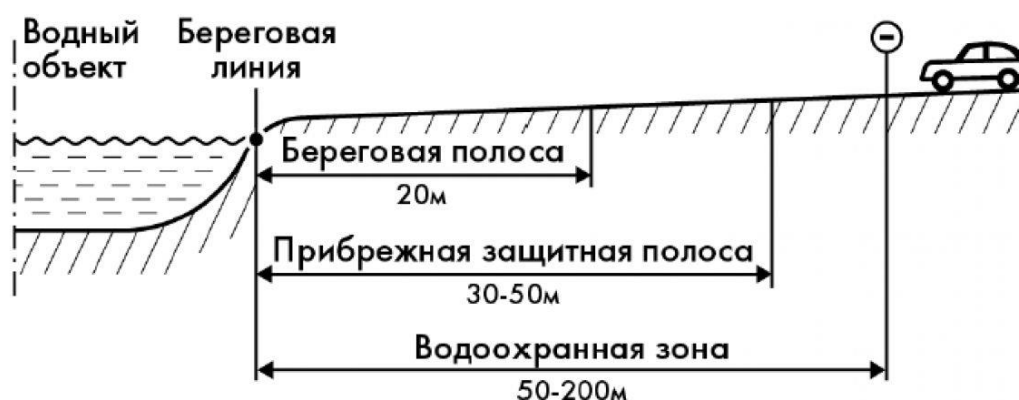 Водный
объект
Береговая
линия
Береговая полоса
20м
Прибрежная защитная полоса
30-50м
Водоохранная зона
50-200м